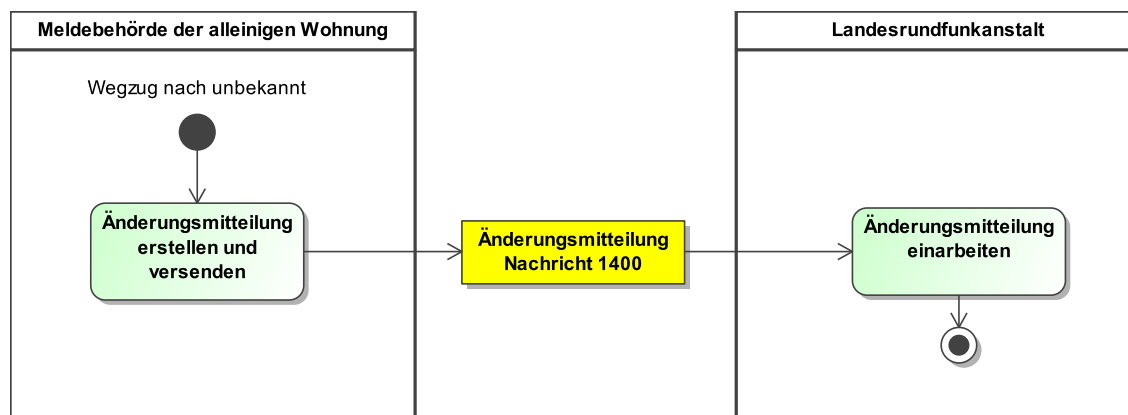 Meldebehörde der alleinigen Wohnung
Landesrundfunkanstalt
Wegzug nach unbekannt
Änderungsmitteilung
erstellen und
versenden
Änderungsmitteilung
Nachricht 1400
Änderungsmitteilung
einarbeiten